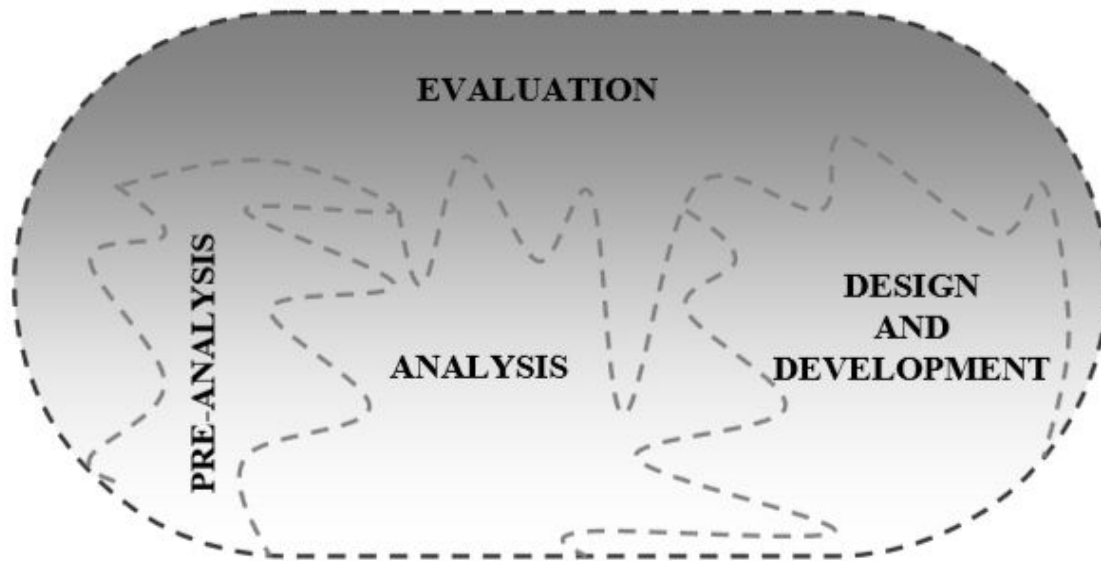 EVALUATION
PRE-ANALYSIS
ANALYSIS
DESIGN
AND
DEVELOPMENT